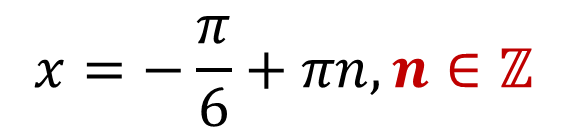 x = −π/6 + πn, n ∈ ℤ